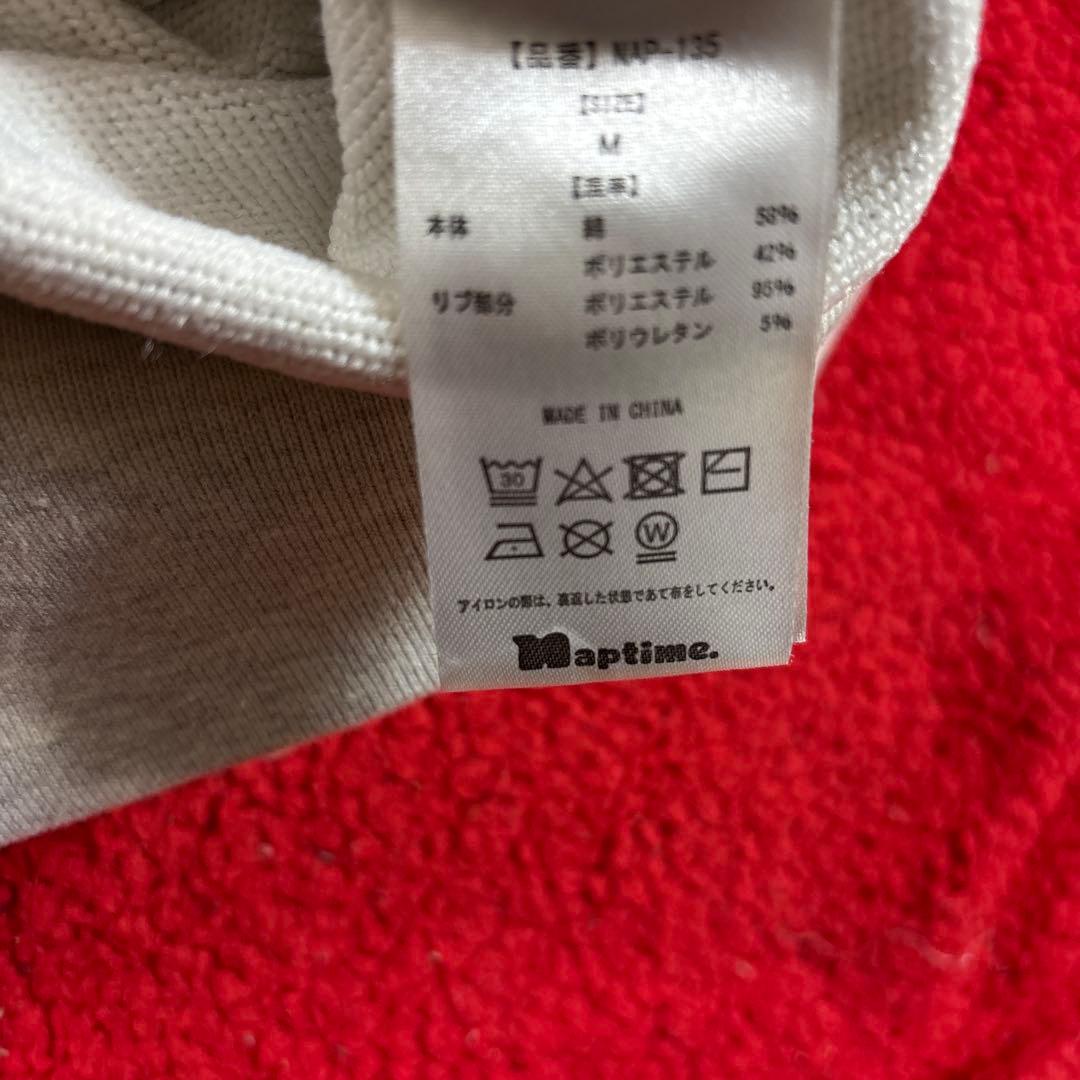 【品番】NAP-135
【SIZE】
M
【品番】
本体 綿 58%
ポリエステル 42%
リブ部分 ポリエステル 95%
ポリウレタン 5%
MADE IN CHINA
30
W
アイロンの際は、裏返した状態であて布をしてください。
Naptime.